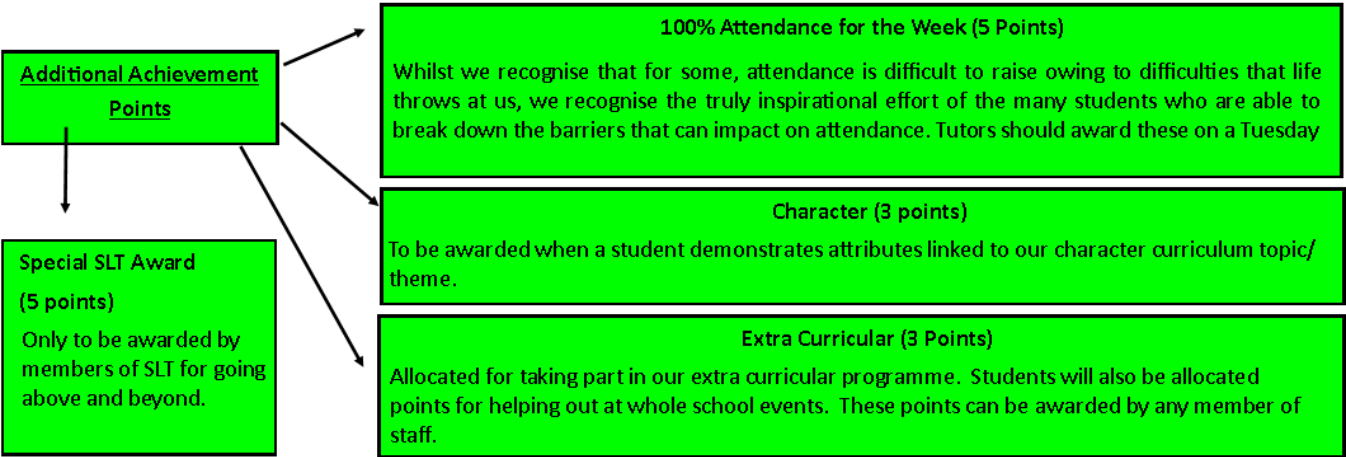 Additional Achievement
Points
100% Attendance for the Week (5 Points)
Whilst we recognise that for some, attendance is difficult to raise owing to difficulties that life
throws at us, we recognise the truly inspirational effort of the many students who are able to
break down the barriers that can impact on attendance. Tutors should award these on a Tuesday
Character (3 points)
To be awarded when a student demonstrates attributes linked to our character curriculum topic/
theme.
Special SLT Award
(5 points)
Only to be awarded by
members of SLT for going
above and beyond.
Extra Curricular (3 Points)
Allocated for taking part in our extra curricular programme. Students will also be allocated
points for helping out at whole school events. These points can be awarded by any member of
staff.